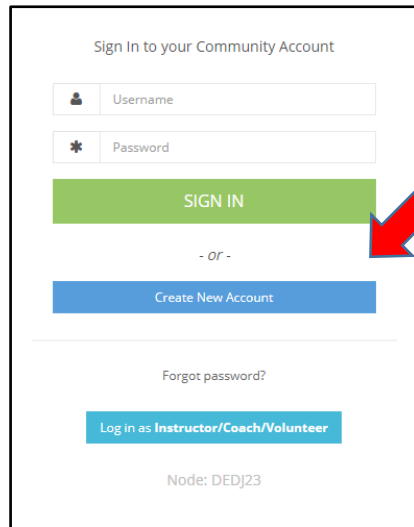 Sign In to your Community Account
Username
Password
SIGN IN
- or -
Create New Account
Forgot password?
Log in as Instructor/Coach/Volunteer
Node: DEDJ23